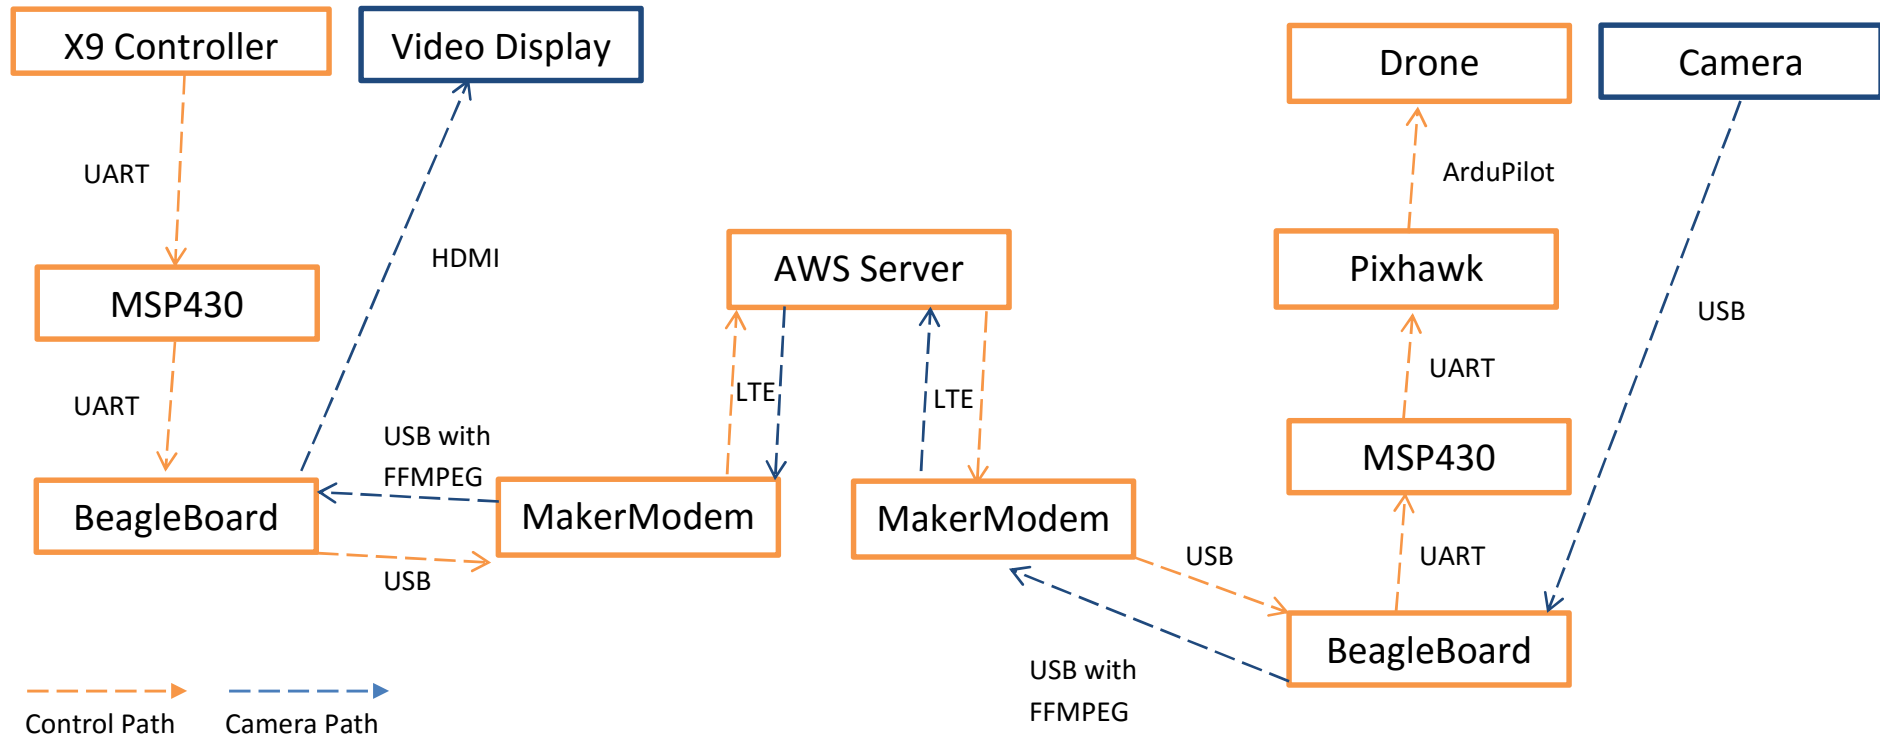 X9 Controller
Video Display
Drone
Camera
UART
ArduPilot
HDMI
AWS Server
Pixhawk
MSP430
USB
UART
LTE
LTE
UART
USB with
FFMPEG
MSP430
BeagleBoard
MakerModem
MakerModem
USB
USB
UART
BeagleBoard
USB with
FFMPEG
Control Path
Camera Path